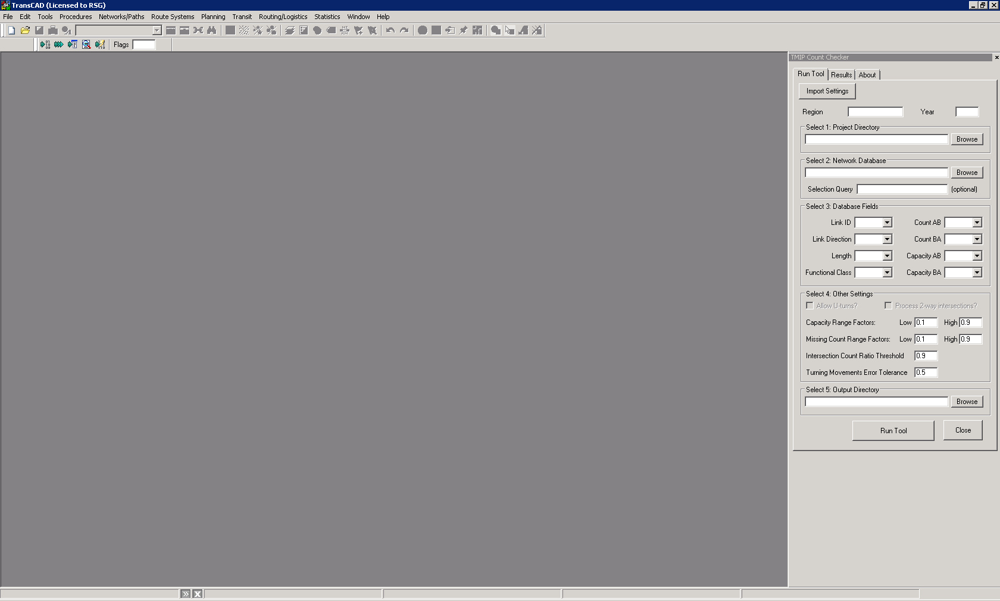 TransCAD (Licensed to RSG)
File Edit Tools Procedures Networks/Paths Route Systems Planning Transit Routing/Logistics Statistics Window Help
Flags
TMIP Count Checker
Run Tool Results About
Import Settings
Region Year
Select 1: Project Directory
Browse
Select 2: Network Database
Browse
Selection Query (optional)
Select 3: Database Fields
Link ID Count AB
Link Direction Count BA
Length Capacity AB
Functional Class Capacity BA
Select 4: Other Settings
Allow U-turns? Process 2-way intersections?
Capacity Range Factors: Low 0.1 High 0.9
Missing Count Range Factors: Low 0.1 High 0.9
Intersection Count Ratio Threshold 0.9
Turning Movements Error Tolerance 0.5
Select 5: Output Directory
Browse
Run Tool Close